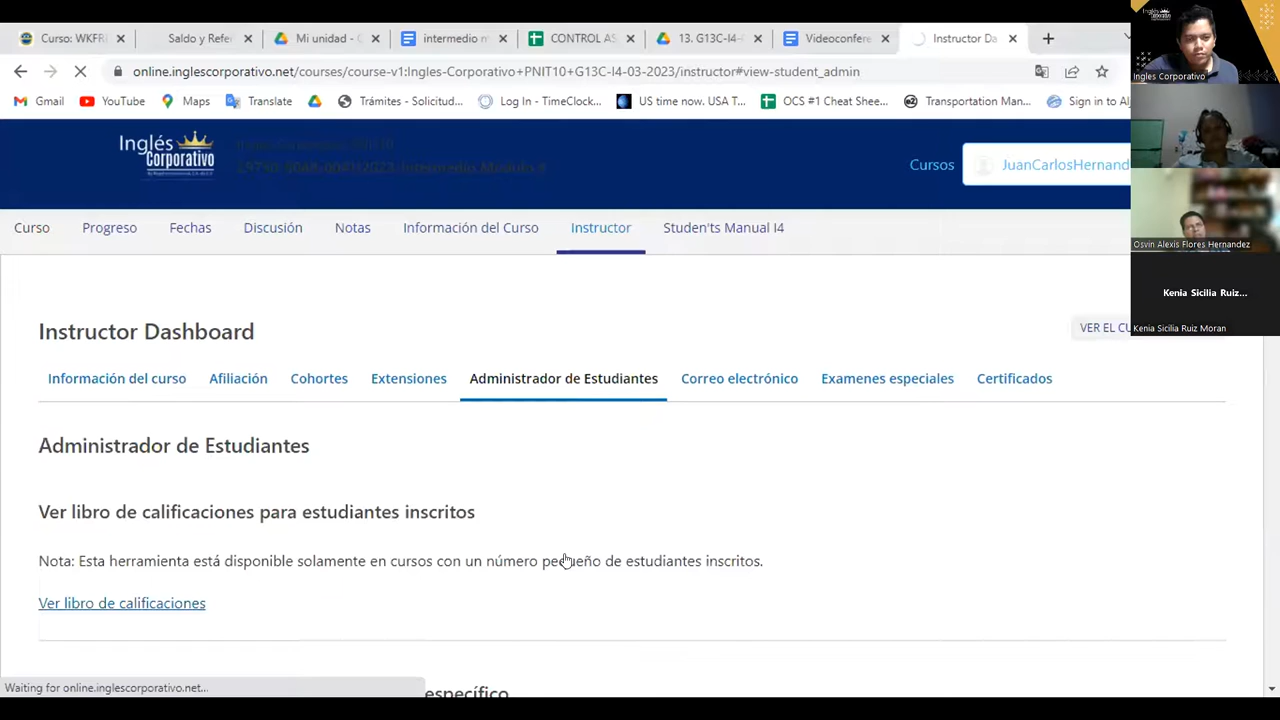 Curso: WKFR
Saldo y Refe
Mi unidad - G
intermedio m
CONTROL AS
13. G13C-I4-
Videoconfere
Instructor Da
online.inglescorporativo.net/courses/course-v1:Ingles-Corporativo+PNIT10+G13C-I4-03-2023/instructor#view-student_admin
Gmail
YouTube
Maps
Translate
Trámites - Solicitud...
Log In - TimeClock...
US time now. USA T...
OCS #1 Cheat Shee...
Transportation Man...
Sign in to
Inglés
Corporativo
Cursos
JuanCarlosHernand
Curso
Progreso
Fechas
Discusión
Notas
Información del Curso
Instructor
Studen'ts Manual I4
Ingles Corporativo
Osvin Alexis Flores Hernandez
Kenia Sicilia Ruiz...
Kenia Sicilia Ruiz Moran
Instructor Dashboard
VER EL CU
Información del curso
Afiliación
Cohortes
Extensiones
Administrador de Estudiantes
Correo electrónico
Examenes especiales
Certificados
Administrador de Estudiantes
Ver libro de calificaciones para estudiantes inscritos
Nota: Esta herramienta está disponible solamente en cursos con un número pequeño de estudiantes inscritos.
Ver libro de calificaciones
Waiting for online.inglescorporativo.net...
específico